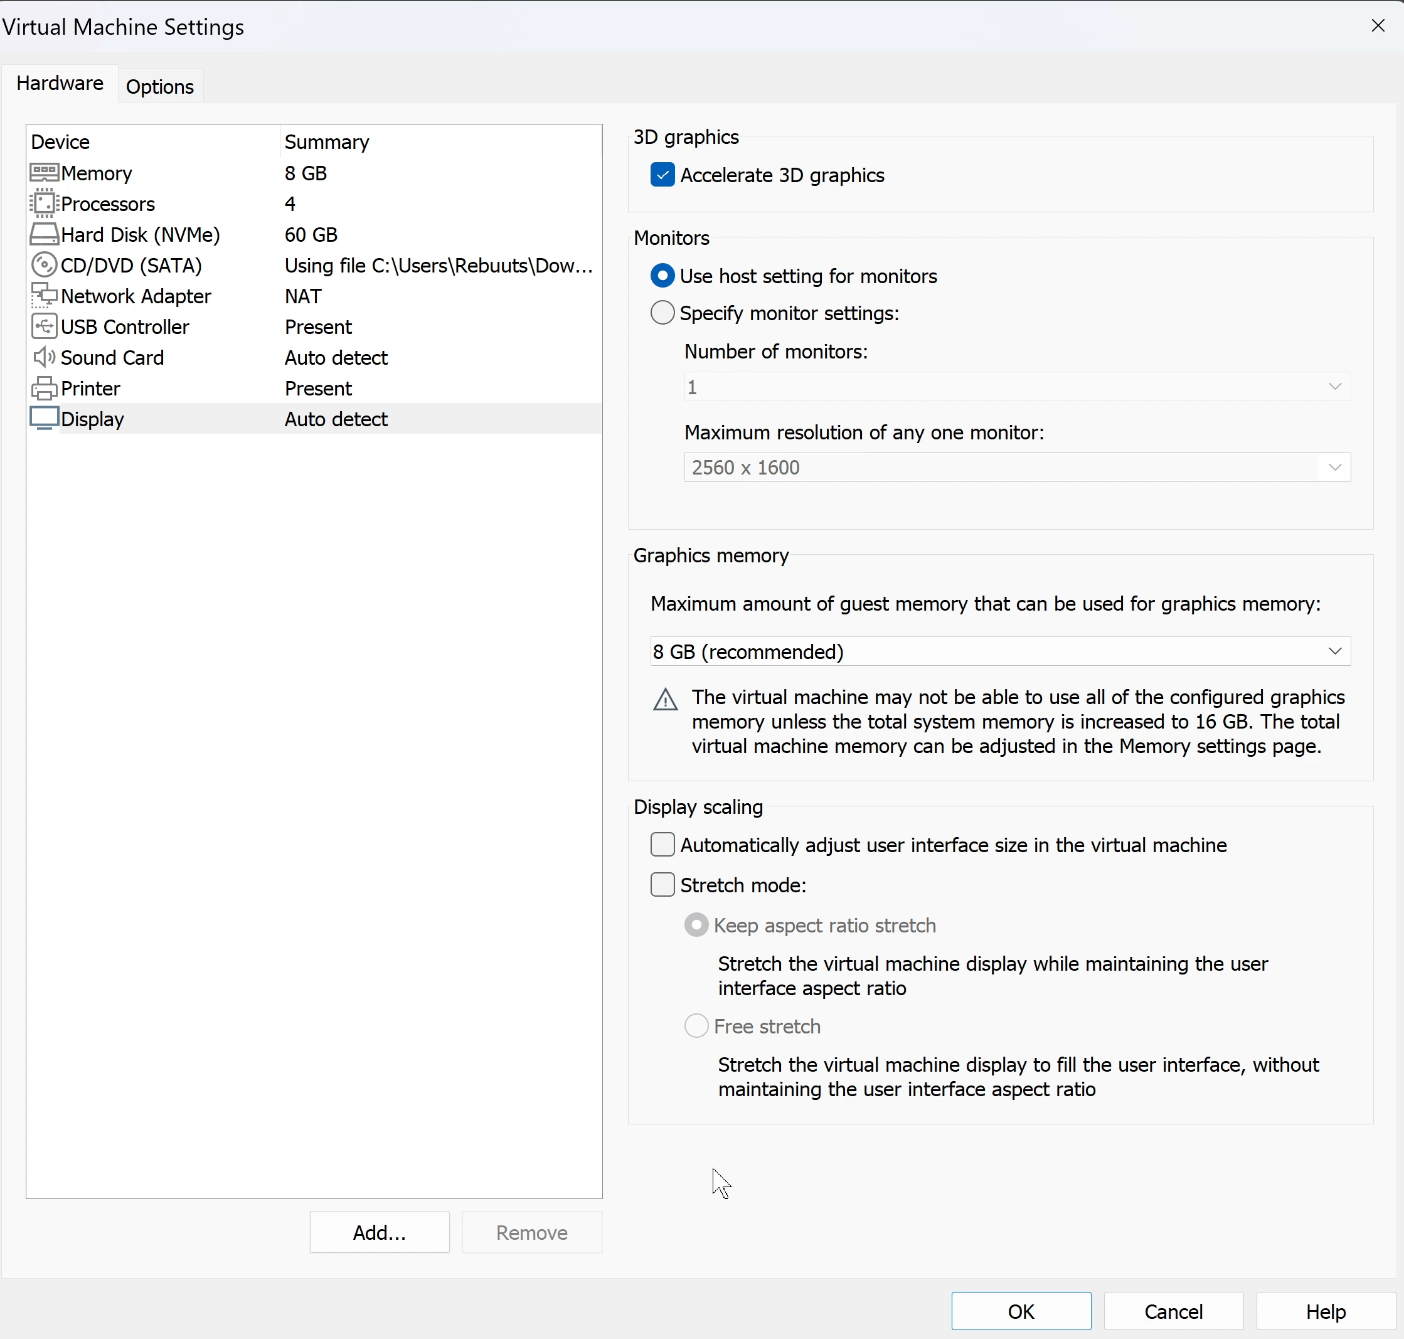 Virtual Machine Settings
Hardware
Options
Device Summary
Memory 8 GB
Processors 4
Hard Disk (NVMe) 60 GB
CD/DVD (SATA) Using file C:\Users\Rebuuts\Dow...
Network Adapter NAT
USB Controller Present
Sound Card Auto detect
Printer Present
Display Auto detect
Add...
Remove
3D graphics
Accelerate 3D graphics
Monitors
Use host setting for monitors
Specify monitor settings:
Number of monitors:
1
Maximum resolution of any one monitor:
2560 x 1600
Graphics memory
Maximum amount of guest memory that can be used for graphics memory:
8 GB (recommended)
The virtual machine may not be able to use all of the configured graphics
memory unless the total system memory is increased to 16 GB. The total
virtual machine memory can be adjusted in the Memory settings page.
Display scaling
Automatically adjust user interface size in the virtual machine
Stretch mode:
Keep aspect ratio stretch
Stretch the virtual machine display while maintaining the user
interface aspect ratio
Free stretch
Stretch the virtual machine display to fill the user interface, without
maintaining the user interface aspect ratio
OK
Cancel
Help